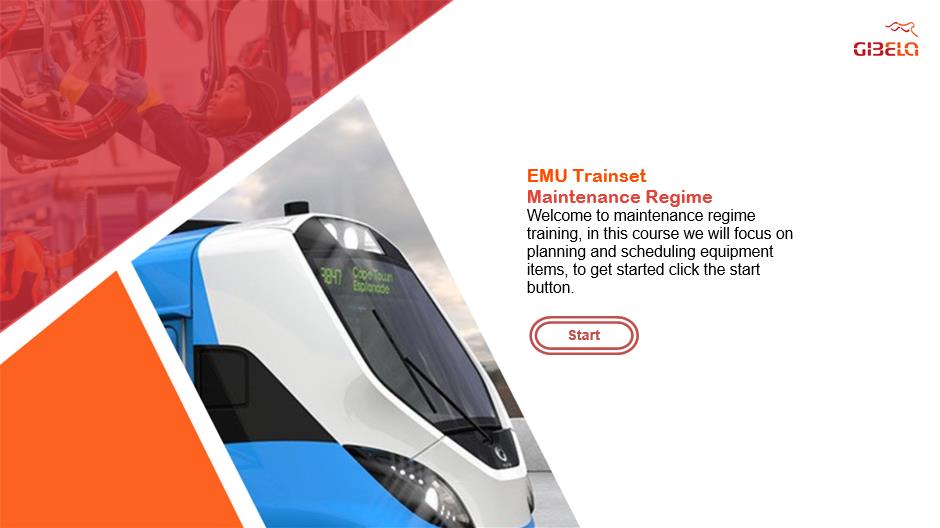 GIBELA
EMU Trainset
Maintenance Regime
Welcome to maintenance regime
training, in this course we will focus on
planning and scheduling equipment
items, to get started click the start
button.
3847 Cape Town
Esplanade
Start